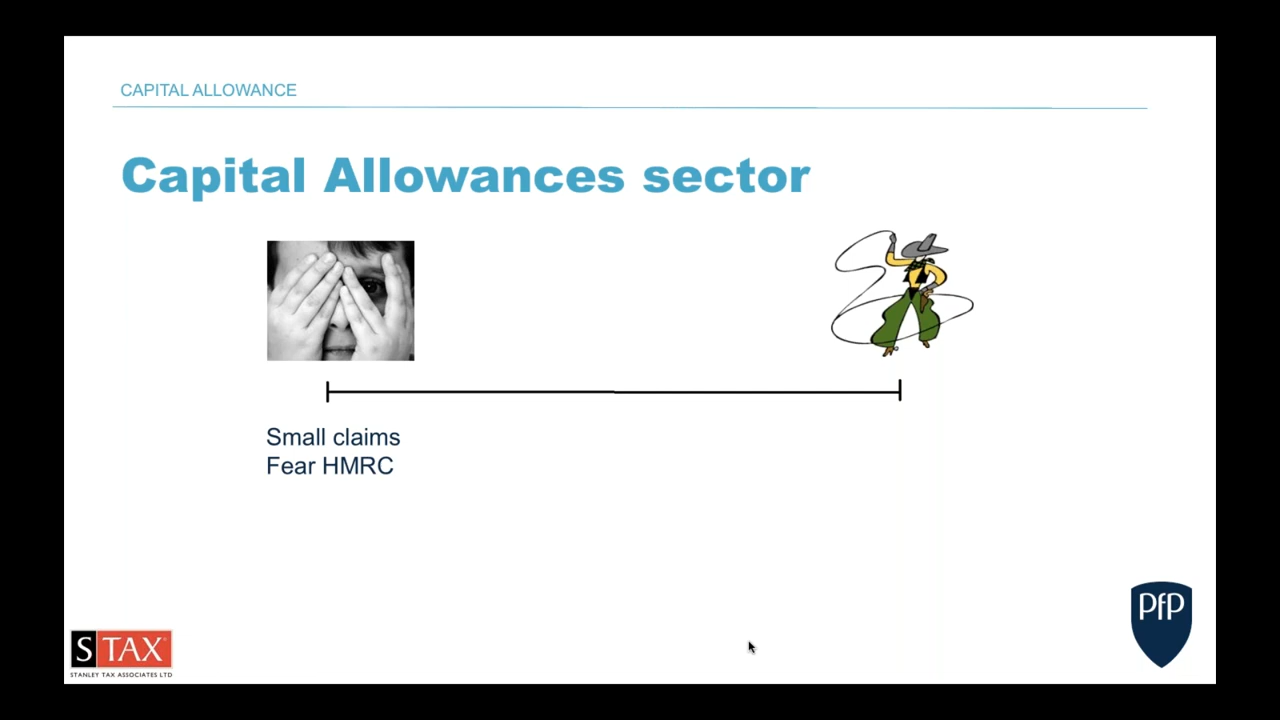 CAPITAL ALLOWANCE
Capital Allowances sector
Small claims
Fear HMRC
S TAX
STANLEY TAX ASSOCIATES LTD
PfP